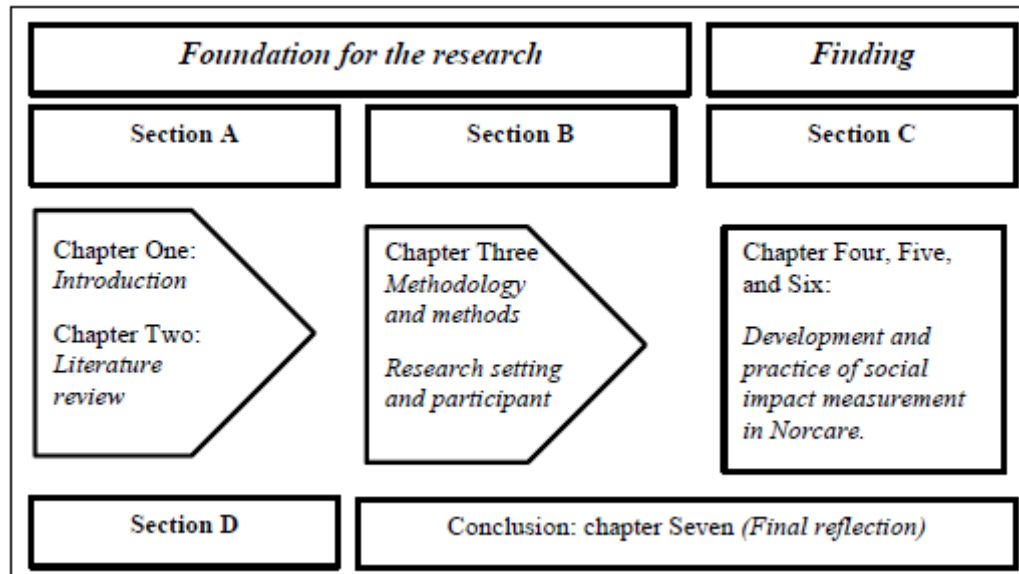 Foundation for the research
Finding
Section A
Section B
Section C
Chapter One:
Introduction
Chapter Two:
Literature
review
Chapter Three
Methodology
and methods
Research setting
and participant
Chapter Four, Five,
and Six:
Development and
practice of social
impact measurement
in Norcare.
Section D
Conclusion: chapter Seven (Final reflection)